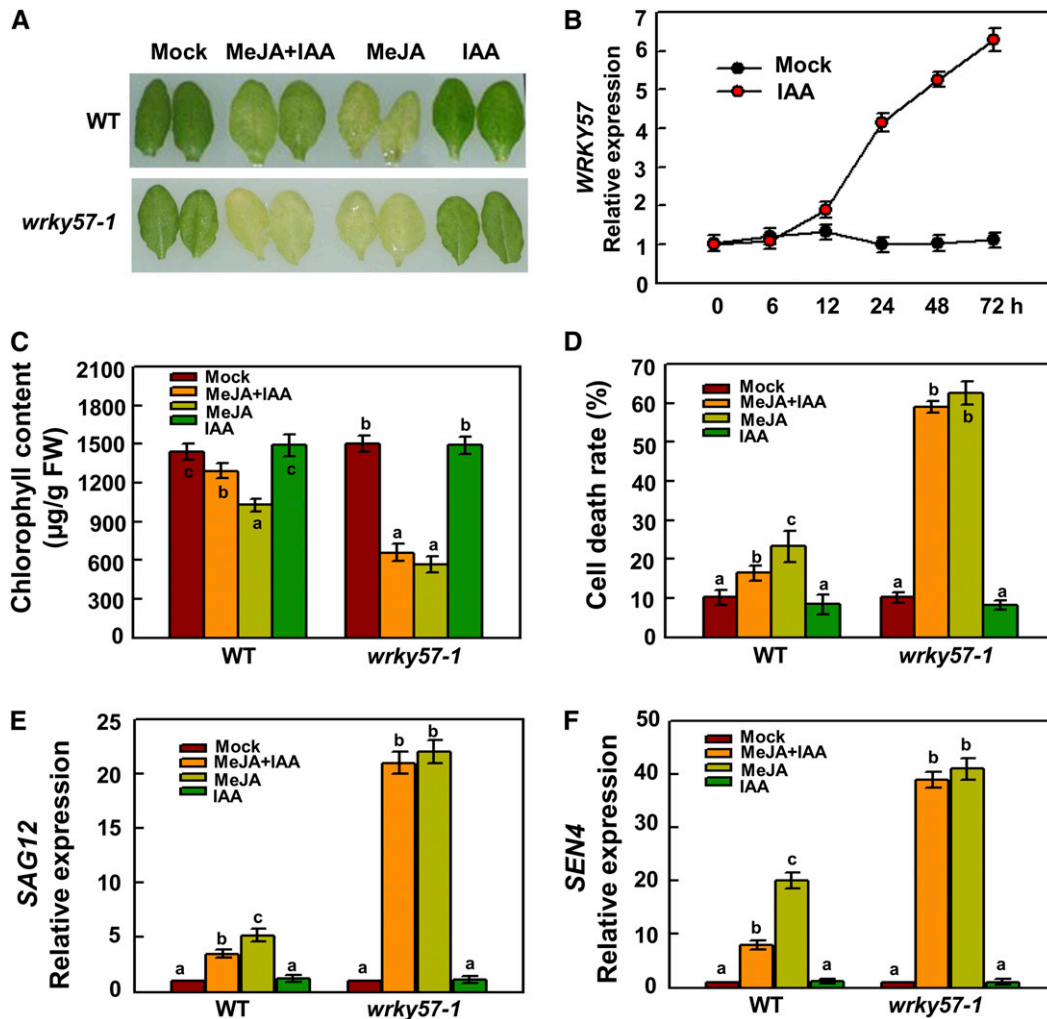 A
Mock MeJA+IAA MeJA IAA
WT
wrky57-1
B
WRKY57
Relative expression
7
6
5
4
3
2
1
0
Mock
IAA
0 6 12 24 48 72 h
C
Chlorophyll content
(µg/g FW)
2100
1800
1500
1200
900
600
300
0
Mock
MeJA+IAA
MeJA
IAA
c b a c b a a b
WT wrky57-1
D
Cell death rate (%)
70
60
50
40
30
20
10
0
Mock
MeJA+IAA
MeJA
IAA
a b c a a b b a
WT wrky57-1
E
SAG12
Relative expression
25
20
15
10
5
0
Mock
MeJA+IAA
MeJA
IAA
a b c a a b b a
WT wrky57-1
F
SEN4
Relative expression
50
40
30
20
10
0
Mock
MeJA+IAA
MeJA
IAA
a b c a a b b a
WT wrky57-1